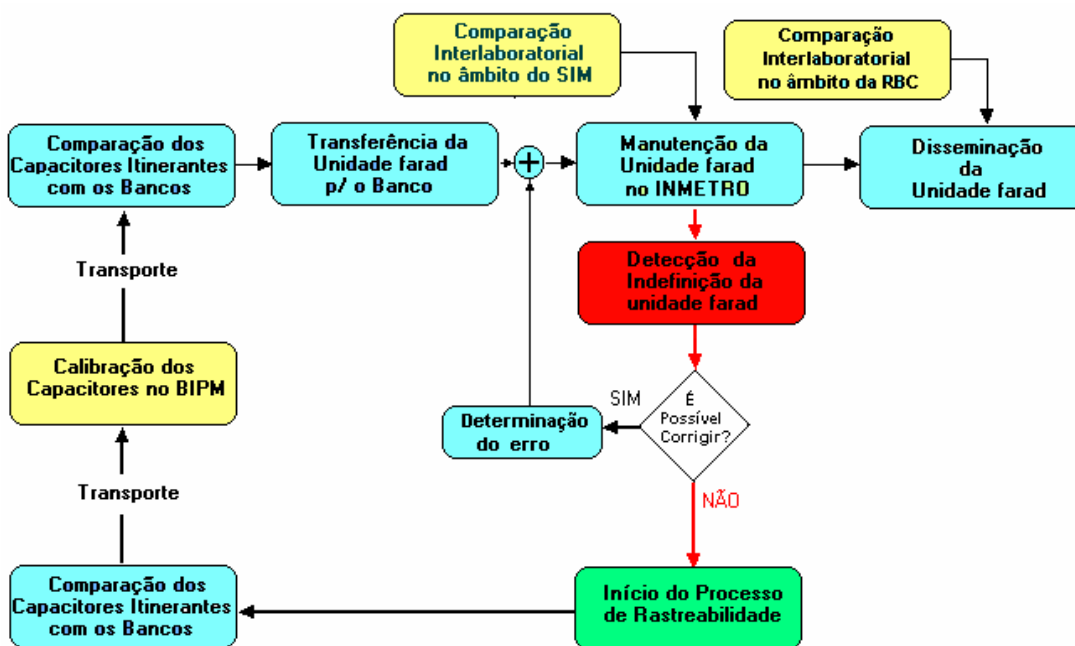 Comparação
Interlaboratorial
no âmbito do SIM
Comparação
Interlaboratorial
no âmbito da RBC
Comparação dos
Capacitores Itinerantes
com os Bancos
Transferência da
Unidade farad
p/ o Banco
+
Manutenção da
Unidade farad
no INMETRO
Disseminação
da
Unidade farad
Transporte
Detecção da
Indefinição da
unidade farad
Calibração dos
Capacitores no BIPM
É
Possível
Corrigir?
SIM
Determinação
do erro
Transporte
NÃO
Comparação dos
Capacitores Itinerantes
com os Bancos
Início do Processo
de Rastreabilidade